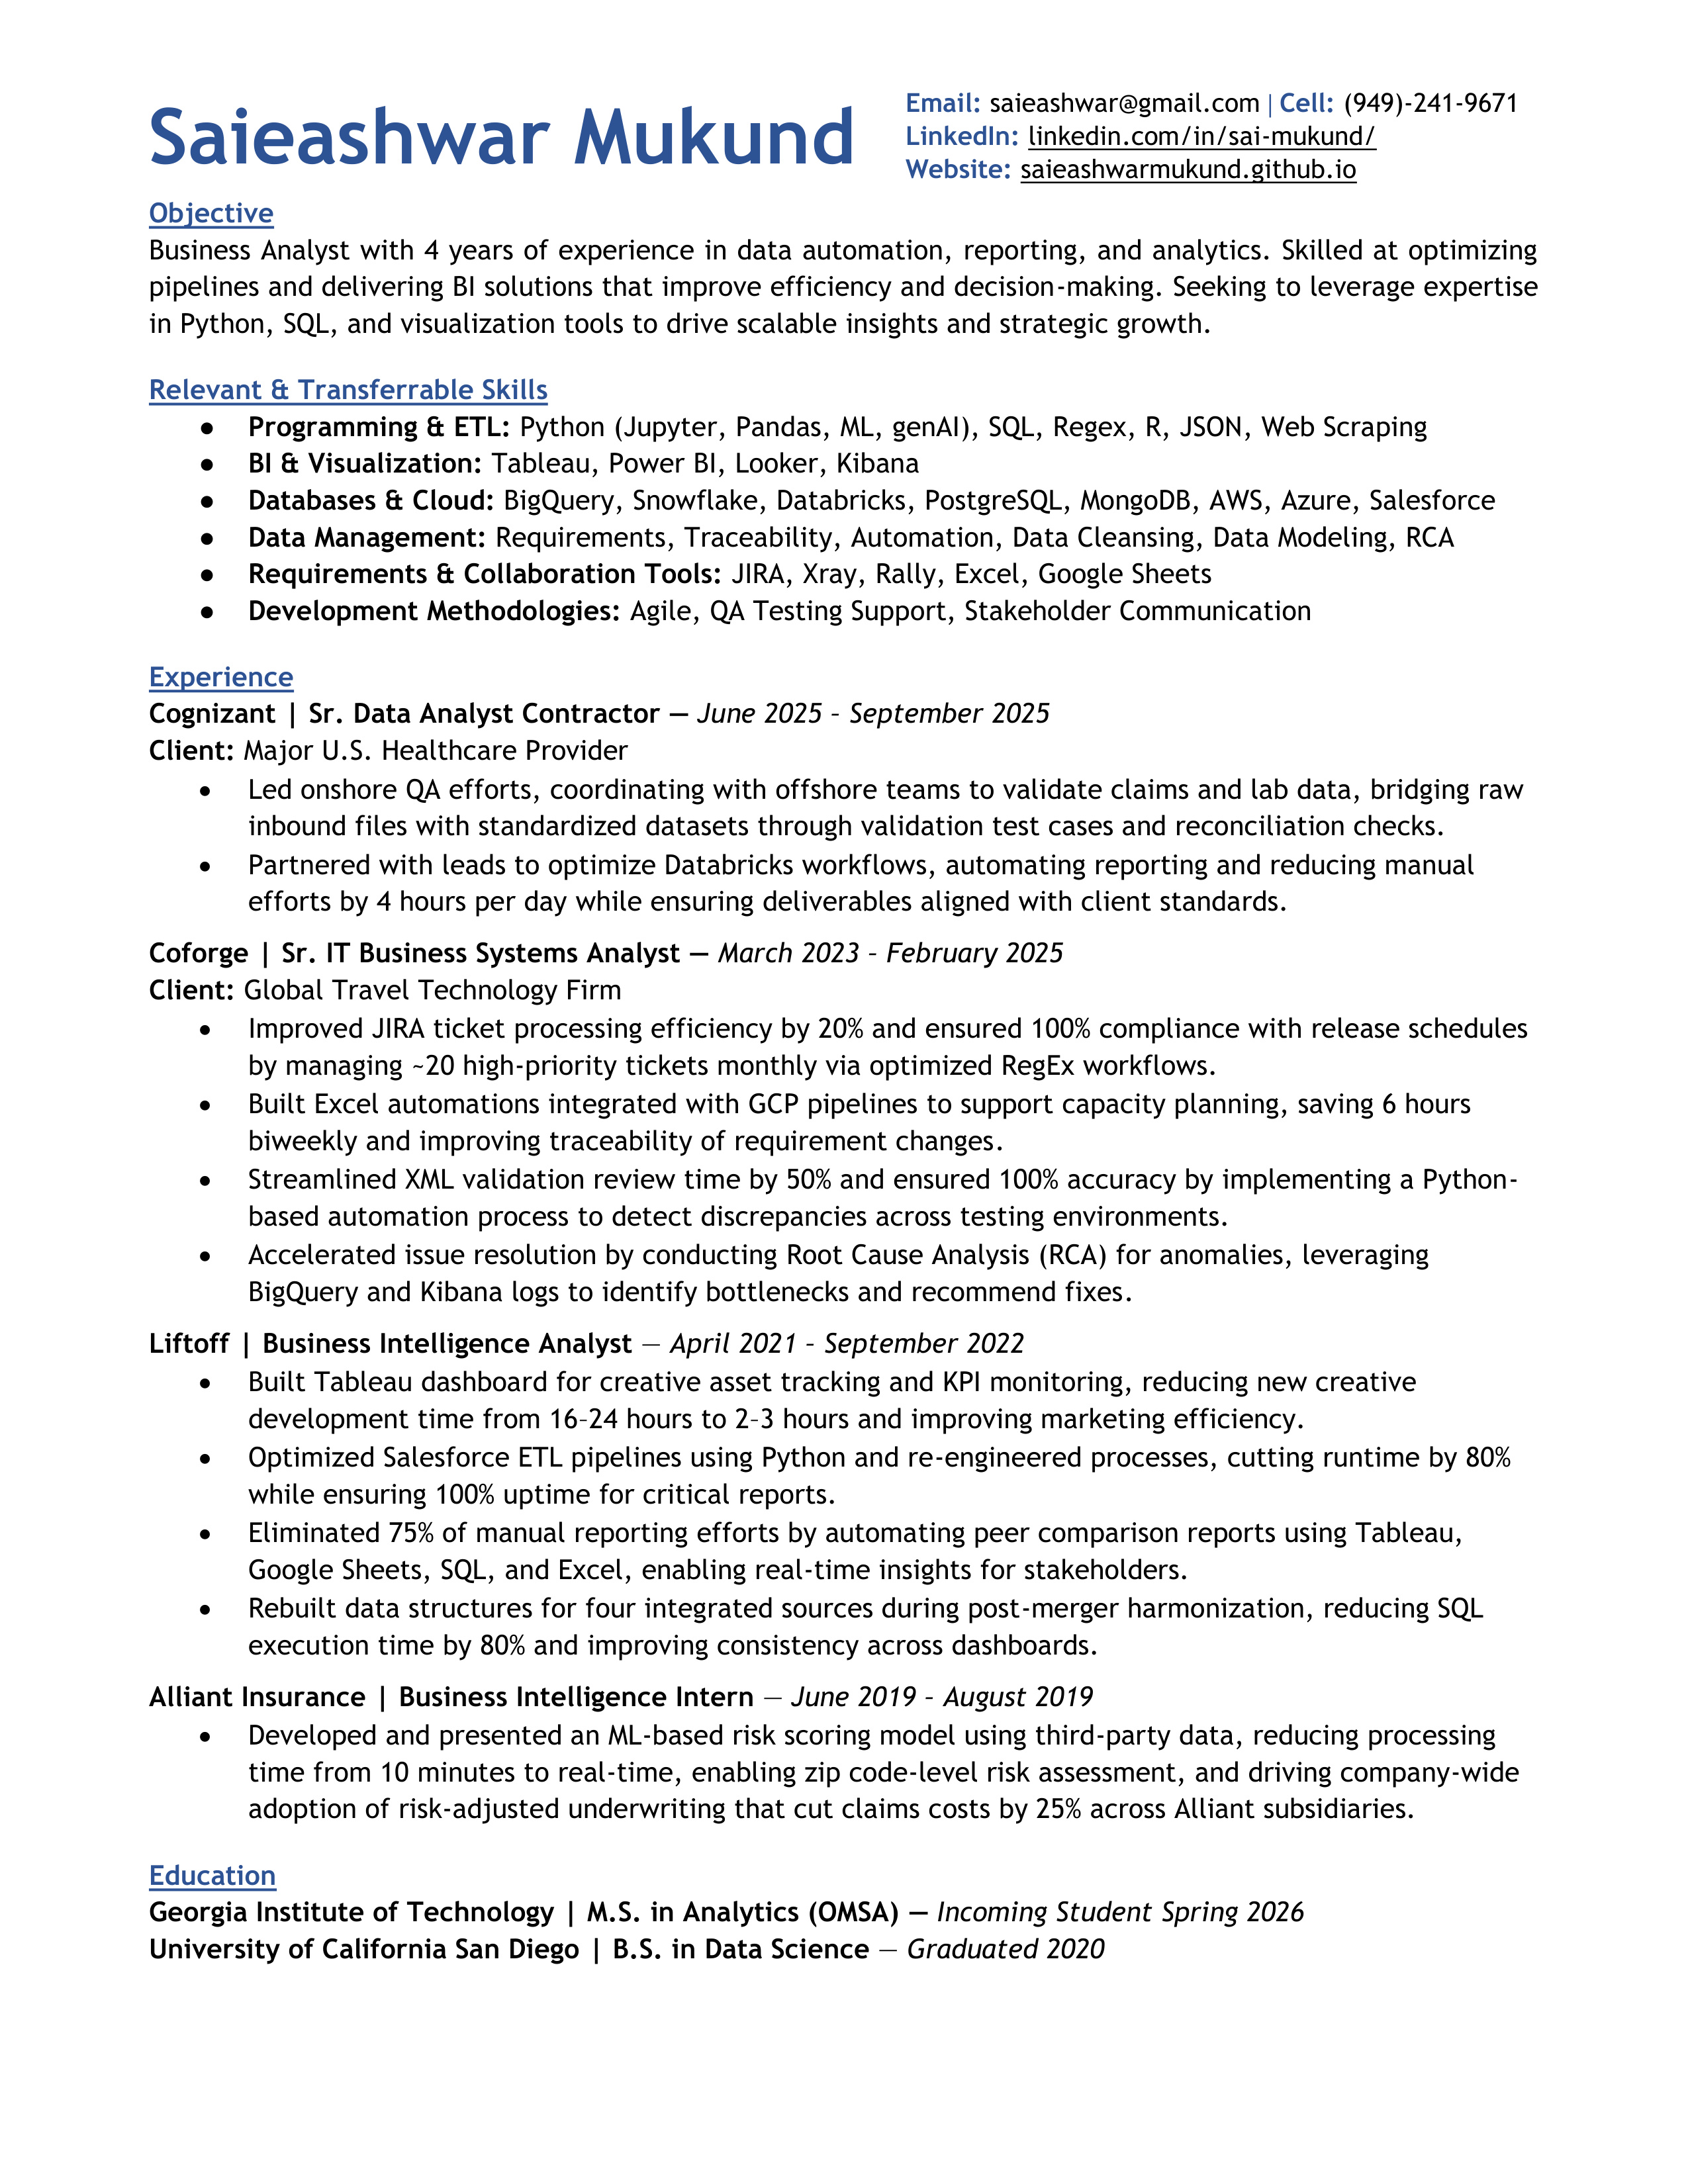 Saieashwar Mukund
Email: saieashwar@gmail.com | Cell: (949)-241-9671
LinkedIn: linkedin.com/in/sai-mukund/
Website: saieashwarmukund.github.io
Objective
Business Analyst with 4 years of experience in data automation, reporting, and analytics. Skilled at optimizing
pipelines and delivering BI solutions that improve efficiency and decision-making. Seeking to leverage expertise
in Python, SQL, and visualization tools to drive scalable insights and strategic growth.
Relevant & Transferrable Skills
● Programming & ETL: Python (Jupyter, Pandas, ML, genAI), SQL, Regex, R, JSON, Web Scraping
● BI & Visualization: Tableau, Power BI, Looker, Kibana
● Databases & Cloud: BigQuery, Snowflake, Databricks, PostgreSQL, MongoDB, AWS, Azure, Salesforce
● Data Management: Requirements, Traceability, Automation, Data Cleansing, Data Modeling, RCA
● Requirements & Collaboration Tools: JIRA, Xray, Rally, Excel, Google Sheets
● Development Methodologies: Agile, QA Testing Support, Stakeholder Communication
Experience
Cognizant | Sr. Data Analyst Contractor — June 2025 – September 2025
Client: Major U.S. Healthcare Provider
• Led onshore QA efforts, coordinating with offshore teams to validate claims and lab data, bridging raw
inbound files with standardized datasets through validation test cases and reconciliation checks.
• Partnered with leads to optimize Databricks workflows, automating reporting and reducing manual
efforts by 4 hours per day while ensuring deliverables aligned with client standards.
Coforge | Sr. IT Business Systems Analyst — March 2023 – February 2025
Client: Global Travel Technology Firm
• Improved JIRA ticket processing efficiency by 20% and ensured 100% compliance with release schedules
by managing ~20 high-priority tickets monthly via optimized RegEx workflows.
• Built Excel automations integrated with GCP pipelines to support capacity planning, saving 6 hours
biweekly and improving traceability of requirement changes.
• Streamlined XML validation review time by 50% and ensured 100% accuracy by implementing a Python-
based automation process to detect discrepancies across testing environments.
• Accelerated issue resolution by conducting Root Cause Analysis (RCA) for anomalies, leveraging
BigQuery and Kibana logs to identify bottlenecks and recommend fixes.
Liftoff | Business Intelligence Analyst — April 2021 – September 2022
• Built Tableau dashboard for creative asset tracking and KPI monitoring, reducing new creative
development time from 16–24 hours to 2–3 hours and improving marketing efficiency.
• Optimized Salesforce ETL pipelines using Python and re-engineered processes, cutting runtime by 80%
while ensuring 100% uptime for critical reports.
• Eliminated 75% of manual reporting efforts by automating peer comparison reports using Tableau,
Google Sheets, SQL, and Excel, enabling real-time insights for stakeholders.
• Rebuilt data structures for four integrated sources during post-merger harmonization, reducing SQL
execution time by 80% and improving consistency across dashboards.
Alliant Insurance | Business Intelligence Intern — June 2019 – August 2019
• Developed and presented an ML-based risk scoring model using third-party data, reducing processing
time from 10 minutes to real-time, enabling zip code-level risk assessment, and driving company-wide
adoption of risk-adjusted underwriting that cut claims costs by 25% across Alliant subsidiaries.
Education
Georgia Institute of Technology | M.S. in Analytics (OMSA) — Incoming Student Spring 2026
University of California San Diego | B.S. in Data Science — Graduated 2020